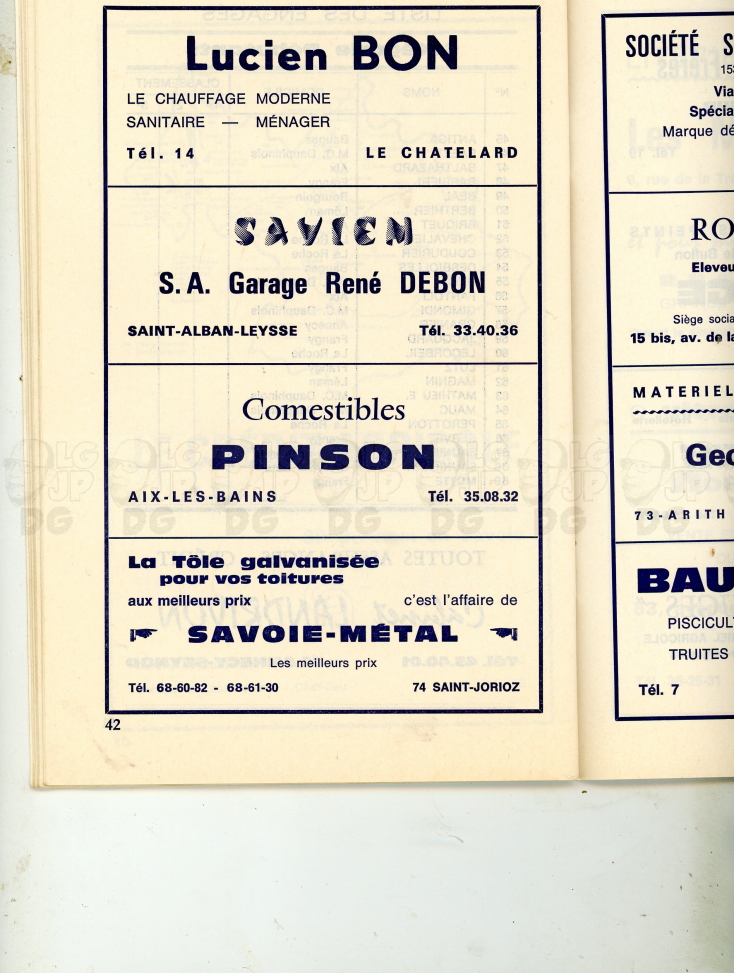 Lucien BON
LE CHAUFFAGE MODERNE
SANITAIRE — MÉNAGER
Tél. 14 LE CHATELARD
SAVIEM
S.A. Garage René DEBON
SAINT-ALBAN-LEYSSE Tél. 33.40.36
Comestibles
PINSON
AIX-LES-BAINS Tél. 35.08.32
La Tôle galvanisée
pour vos toitures
aux meilleurs prix c'est l'affaire de
SAVOIE-MÉTAL
Les meilleurs prix
Tél. 68-60-82 - 68-61-30 74 SAINT-JORIOZ
42
SOCIÉTÉ S
15
Via
Spécia
Marque dé
RO
Eleveu
Siège socia
15 bis, av. de la
MATERIEL
Geo
73-ARITH
BAU
PISCICUL
TRUITES
Tél. 7
LGJP
DG